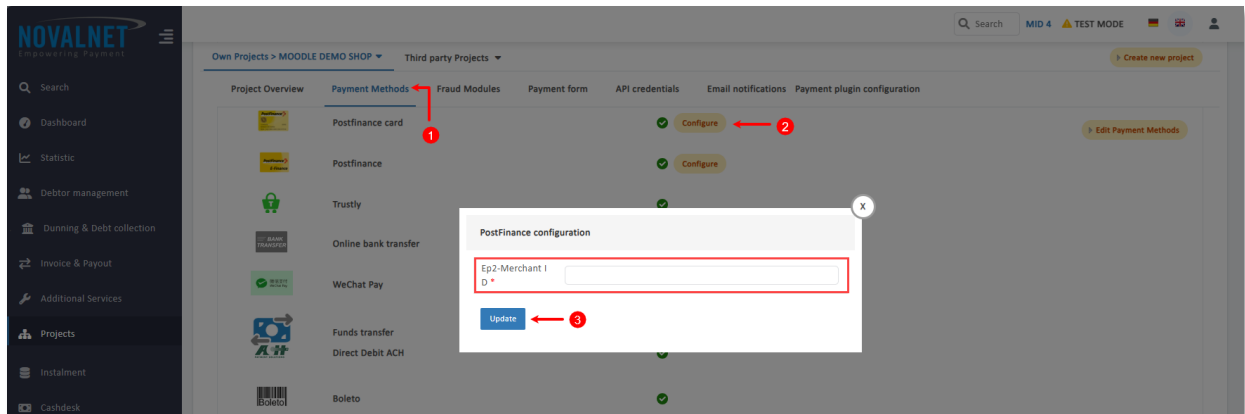 NOVALNET
Empowering Payment
Search
MID 4
TEST MODE
Own Projects > MOODLE DEMO SHOP
Third party Projects
Create new project
Search
Dashboard
Statistic
Debtor management
Dunning & Debt collection
Invoice & Payout
Additional Services
Projects
Instalment
Cashdesk
Project Overview
Payment Methods
Fraud Modules
Payment form
API credentials
Email notifications
Payment plugin configuration
1
Postfinance card
Configure
2
Edit Payment Methods
Postfinance
Configure
Trustly
BANK TRANSFER
Online bank transfer
WeChat Pay
Funds transfer
ACH
Direct Debit ACH
Boleto
Boleto
X
PostFinance configuration
Ep2-Merchant I
D *
Update
3